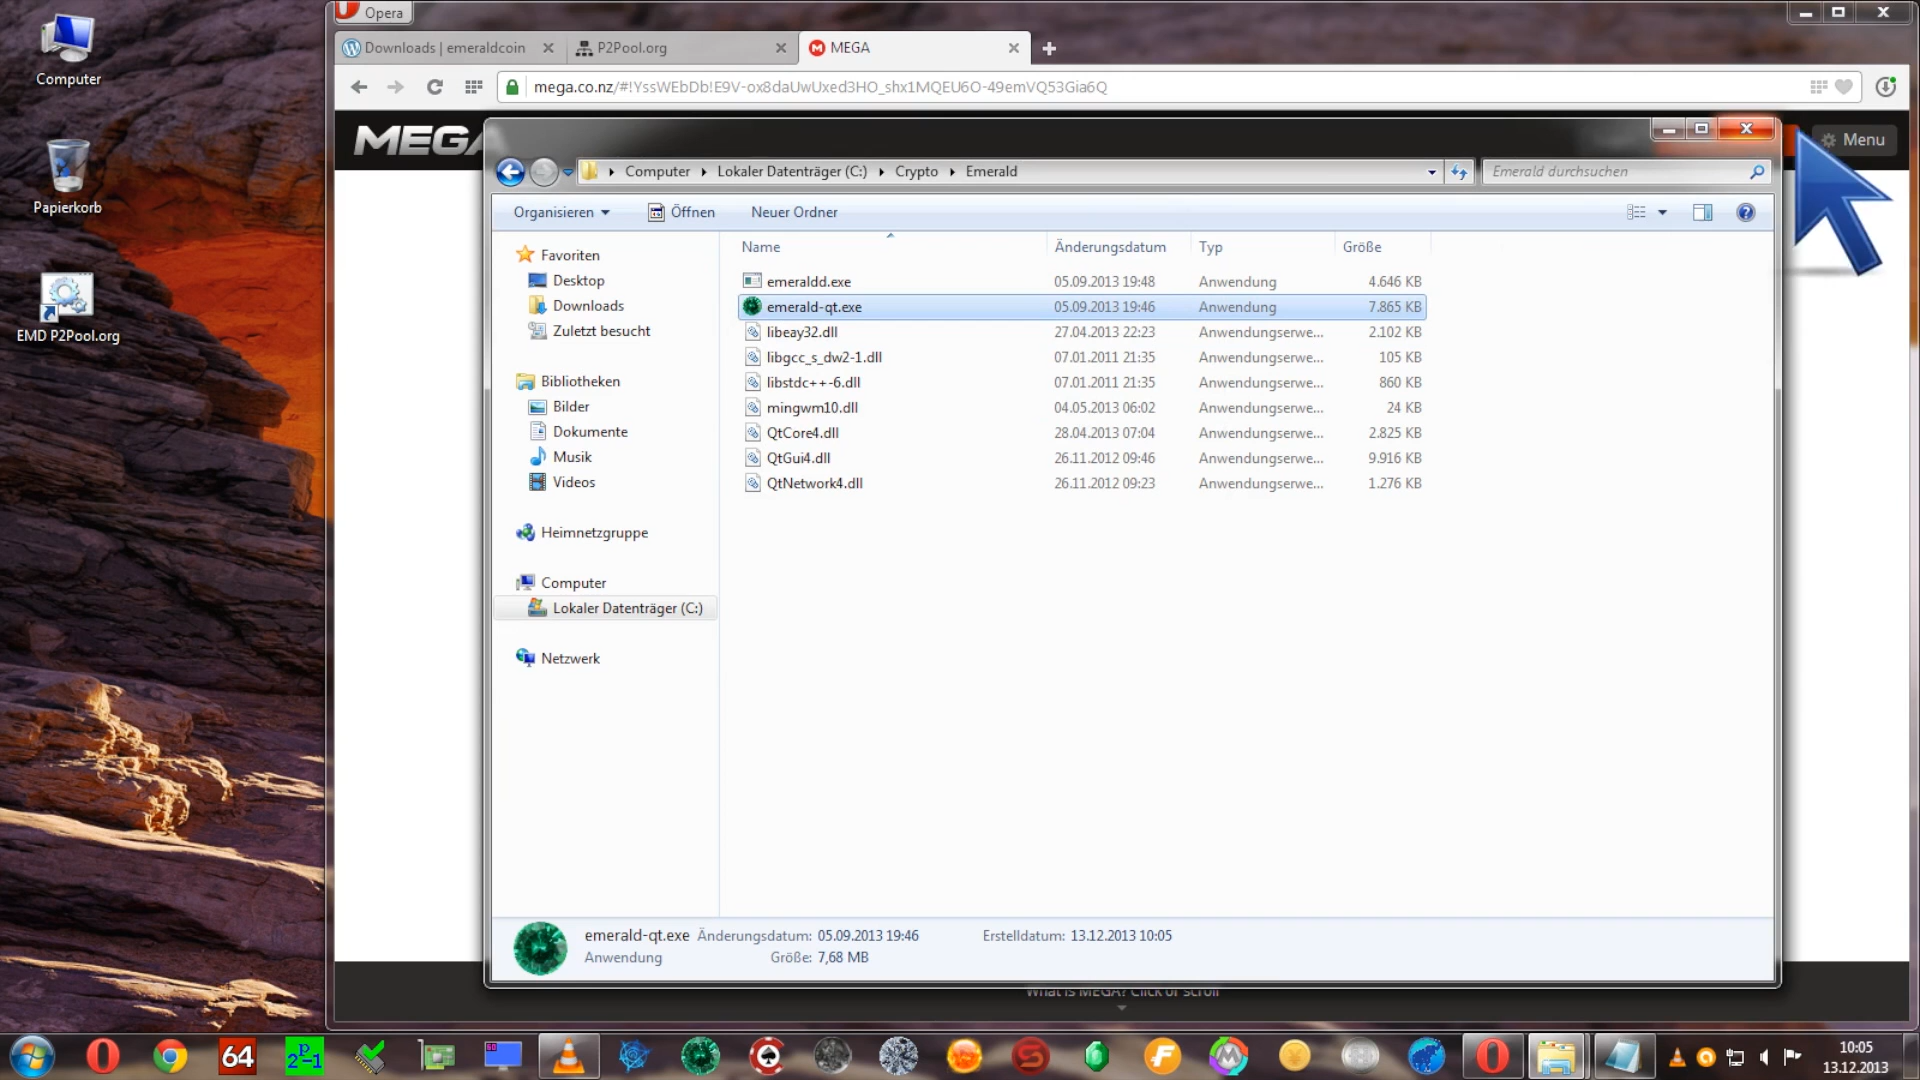 Computer
Papierkorb
EMD P2Pool.org
Opera
Downloads | emeraldcoin
P2Pool.org
MEGA
mega.co.nz/#!YssWEbDb!E9V-ox8daUwUxed3HO_shx1MQEU6O-49emVQ53Gia6Q
MEGA
Menu
Computer
Lokaler Datenträger (C:)
Crypto
Emerald
Emerald durchsuchen
Organisieren
Öffnen
Neuer Ordner
Favoriten
Desktop
Downloads
Zuletzt besucht
Bibliotheken
Bilder
Dokumente
Musik
Videos
Heimnetzgruppe
Computer
Lokaler Datenträger (C:)
Netzwerk
Name Änderungsdatum Typ Größe
emeraldd.exe 05.09.2013 19:48 Anwendung 4.646 KB
emerald-qt.exe 05.09.2013 19:46 Anwendung 7.865 KB
libeay32.dll 27.04.2013 22:23 Anwendungserwe... 2.102 KB
libgcc_s_dw2-1.dll 07.01.2011 21:35 Anwendungserwe... 105 KB
libstdc++-6.dll 07.01.2011 21:35 Anwendungserwe... 860 KB
mingwm10.dll 04.05.2013 06:02 Anwendungserwe... 24 KB
QtCore4.dll 28.04.2013 07:04 Anwendungserwe... 2.825 KB
QtGui4.dll 26.11.2012 09:46 Anwendungserwe... 9.916 KB
QtNetwork4.dll 26.11.2012 09:23 Anwendungserwe... 1.276 KB
emerald-qt.exe Änderungsdatum: 05.09.2013 19:46 Erstelldatum: 13.12.2013 10:05
Anwendung Größe: 7,68 MB
What is MEGA? Click or scroll
64
2P-1
10:05
13.12.2013